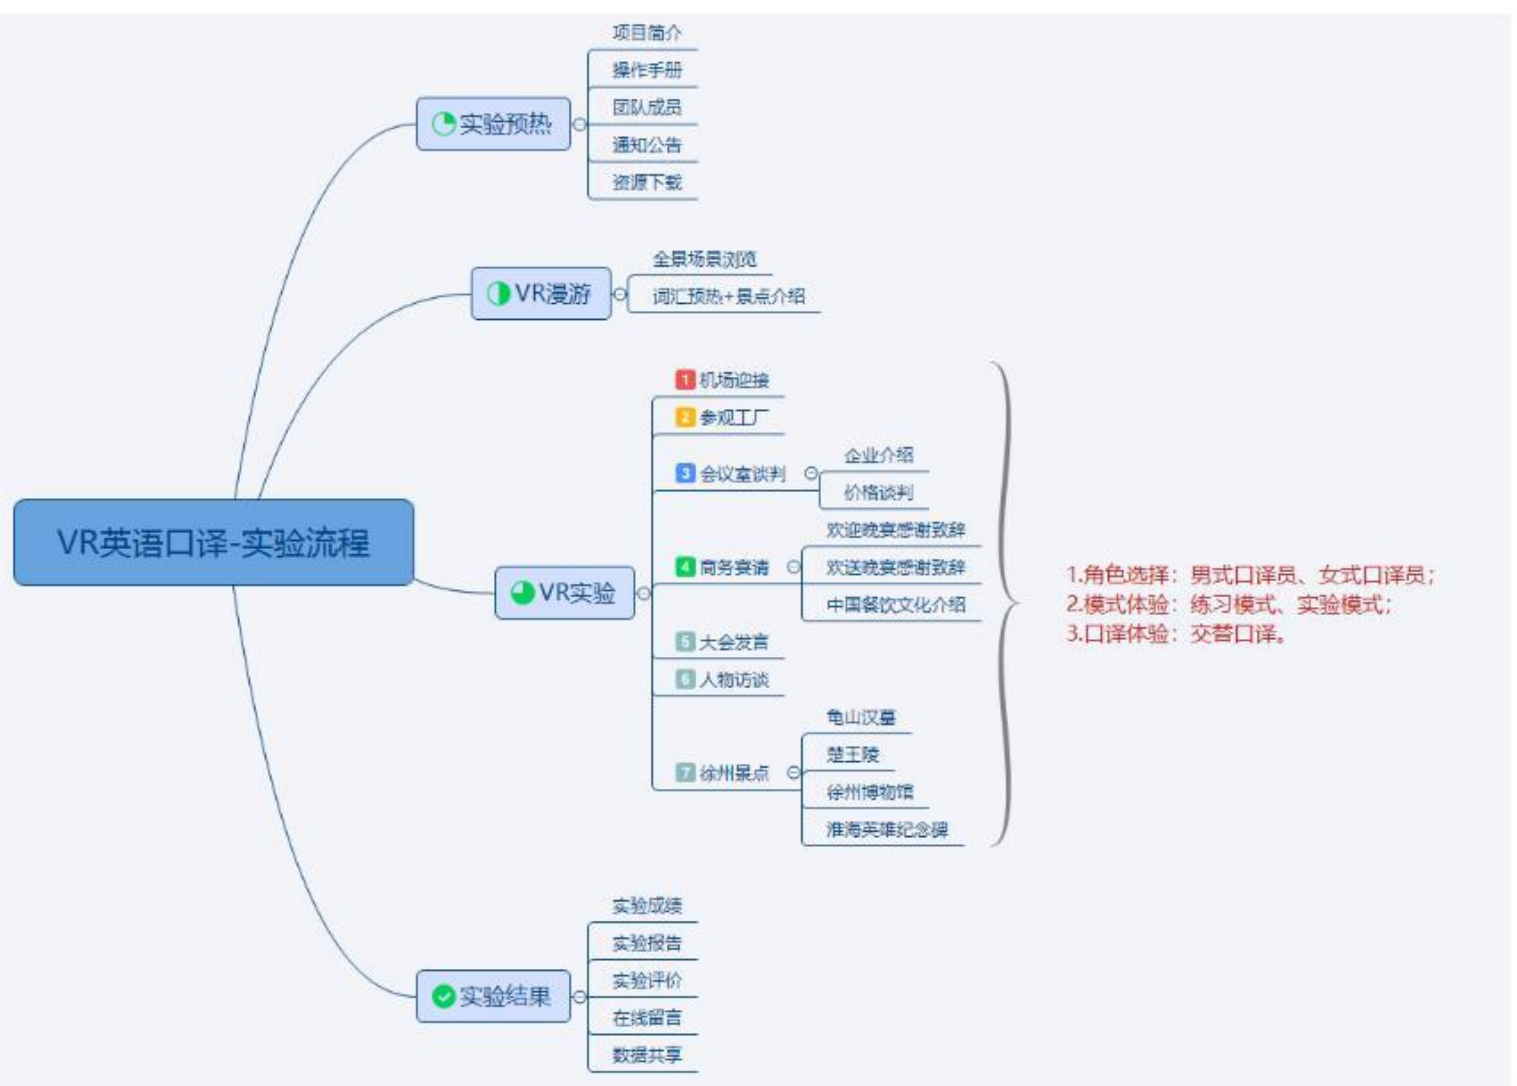 VR英语口译-实验流程
实验预热
项目简介
操作手册
团队成员
通知公告
资源下载
VR漫游
全景场景浏览
词汇预热+景点介绍
VR实验
1 机场迎接
2 参观工厂
3 会议室谈判
企业介绍
价格谈判
4 商务宴请
欢迎晚宴感谢致辞
欢送晚宴感谢致辞
中国餐饮文化介绍
5 大会发言
6 人物访谈
7 徐州景点
龟山汉墓
楚王陵
徐州博物馆
淮海英雄纪念碑
1.角色选择：男式口译员、女式口译员；
2.模式体验：练习模式、实验模式；
3.口译体验：交替口译。
实验结果
实验成绩
实验报告
实验评价
在线留言
数据共享